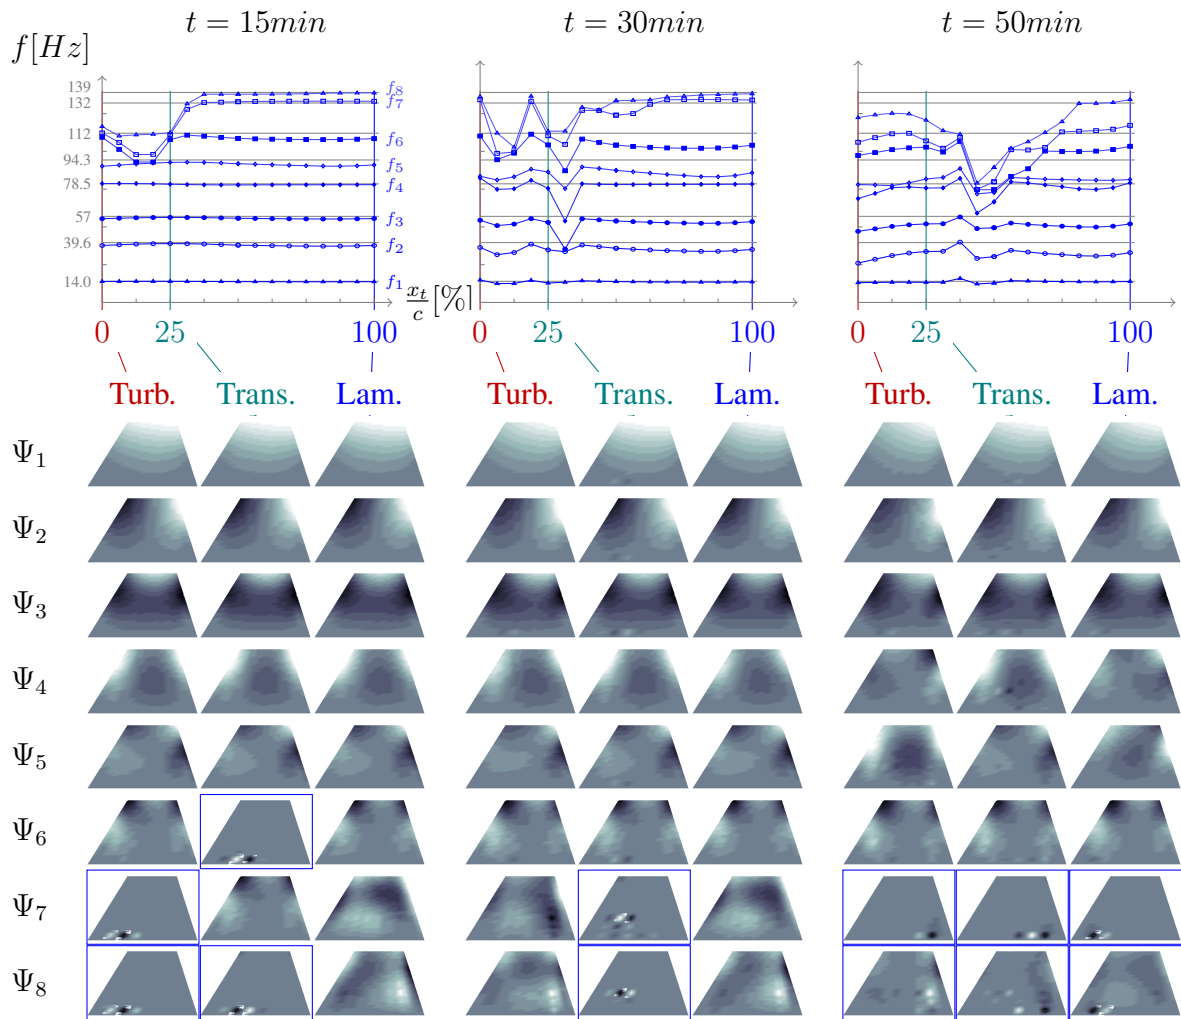 t = 15min t = 30min t = 50min
f[Hz]
139 f8
132 f7
112 f6
94.3 f5
78.5 f4
57 f3
39.6 f2
14.0 f1
x_t/c [%]
0 25 100 0 25 100 0 25 100
Turb. Trans. Lam. Turb. Trans. Lam. Turb. Trans. Lam.
Ψ1
Ψ2
Ψ3
Ψ4
Ψ5
Ψ6
Ψ7
Ψ8